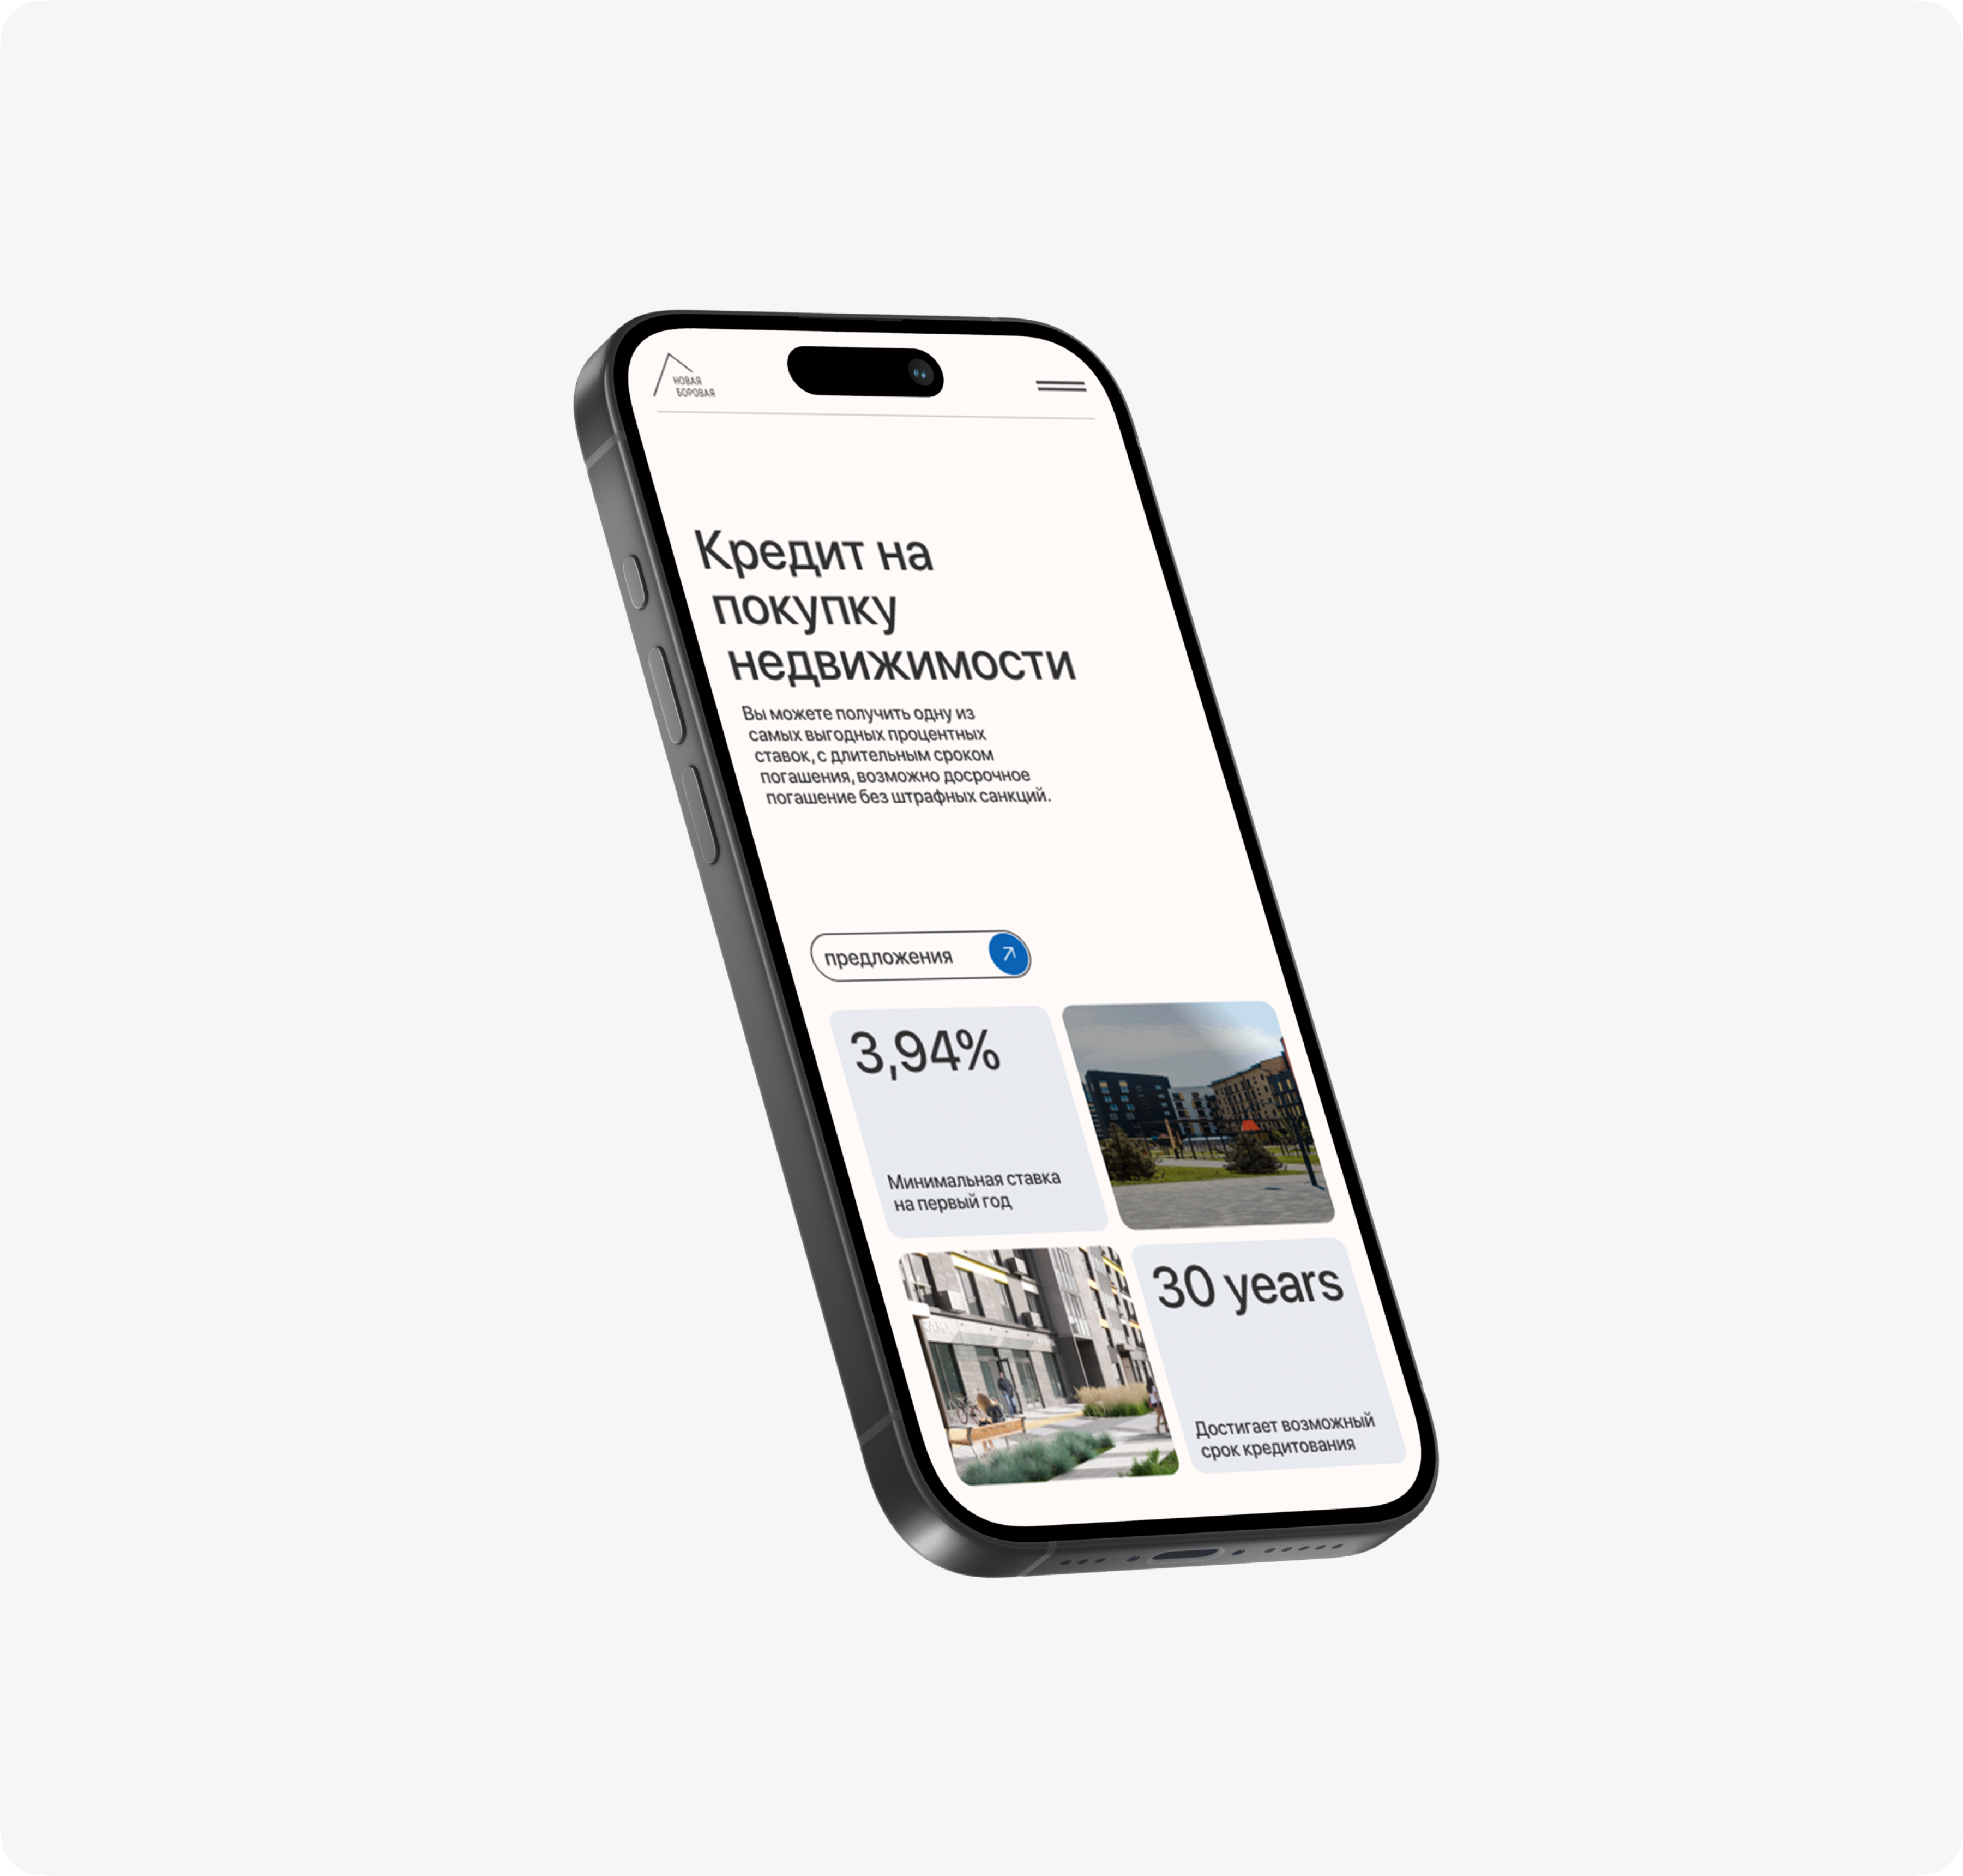 НОВАЯ
БОРОВАЯ
Кредит на
покупку
недвижимости
Вы можете получить одну из
самых выгодных процентных
ставок, с длительным сроком
погашения, возможно досрочное
погашение без штрафных санкций.
предложения
3,94%
Минимальная ставка
на первый год
30 years
Достигает возможный
срок кредитования